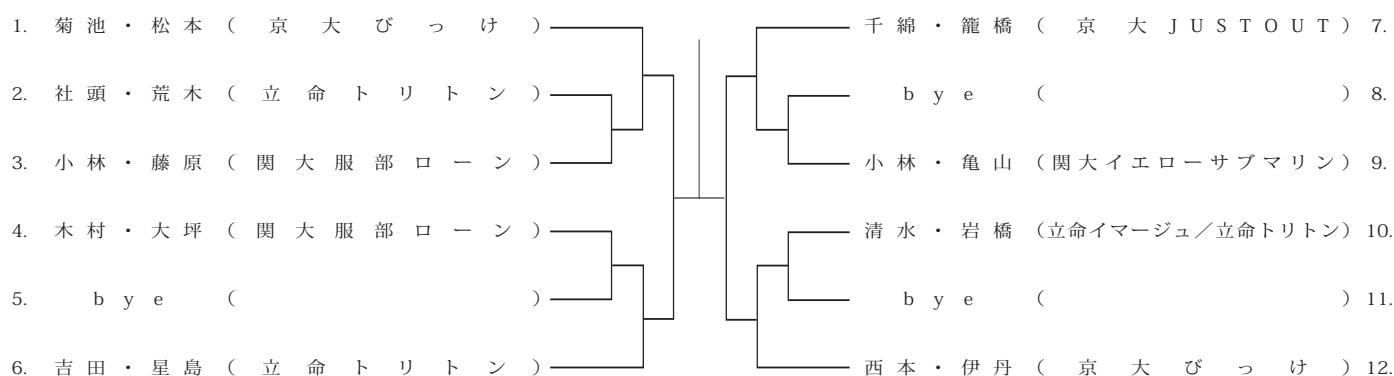 1. 菊池・松本（京大びっけ）
2. 社頭・荒木（立命トリトン）
3. 小林・藤原（関大服部ローン）
4. 木村・大坪（関大服部ローン）
5. bye（ ）
6. 吉田・星島（立命トリトン）
千綿・籠橋（京大JUSTOUT）7.
bye（ ）8.
小林・亀山（関大イエローサブマリン）9.
清水・岩橋（立命イマージュ／立命トリトン）10.
bye（ ）11.
西本・伊丹（京大びっけ）12.